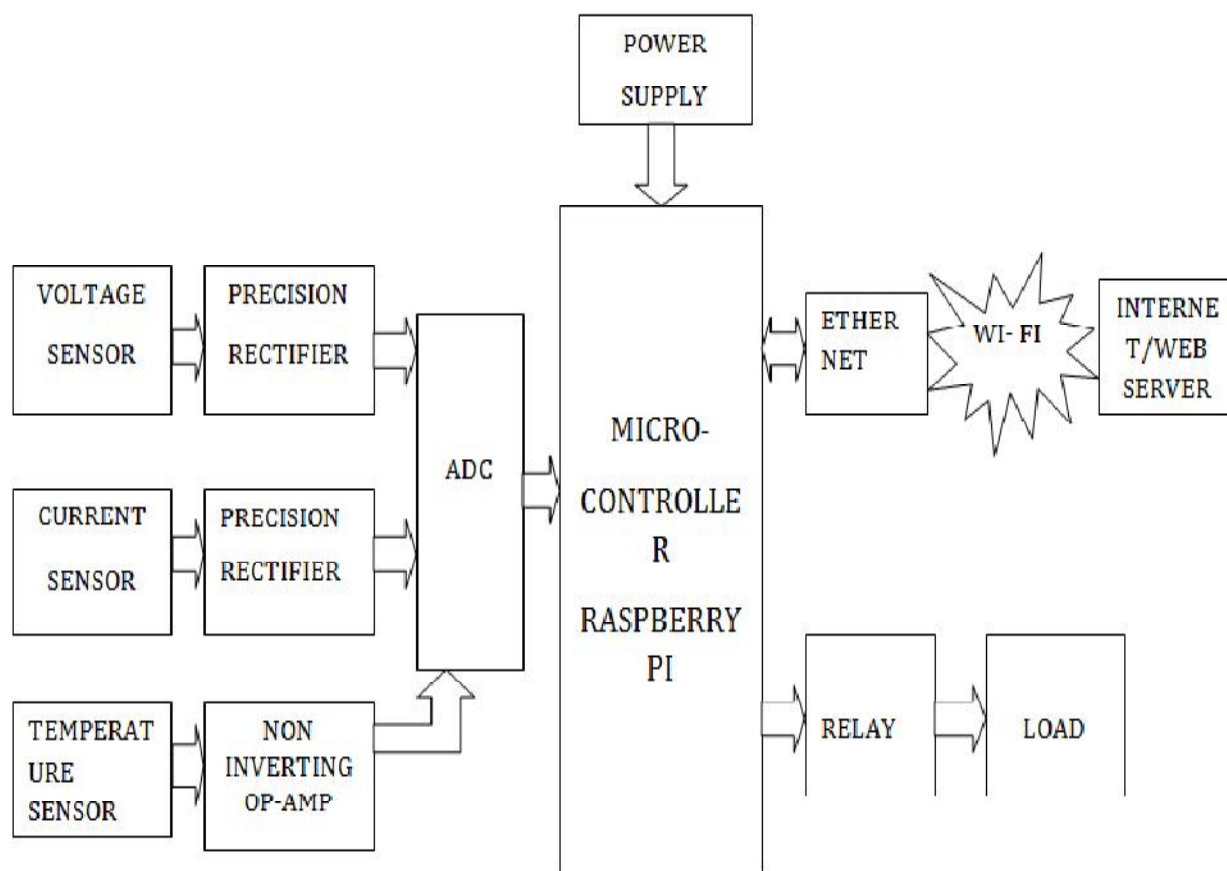 POWER
SUPPLY
VOLTAGE
SENSOR
PRECISION
RECTIFIER
CURRENT
SENSOR
PRECISION
RECTIFIER
TEMPERAT
URE
SENSOR
NON
INVERTING
OP-AMP
ADC
MICRO-
CONTROLLE
R
RASPBERRY
PI
ETHER
NET
WI- FI
INTERNE
T/WEB
SERVER
RELAY
LOAD